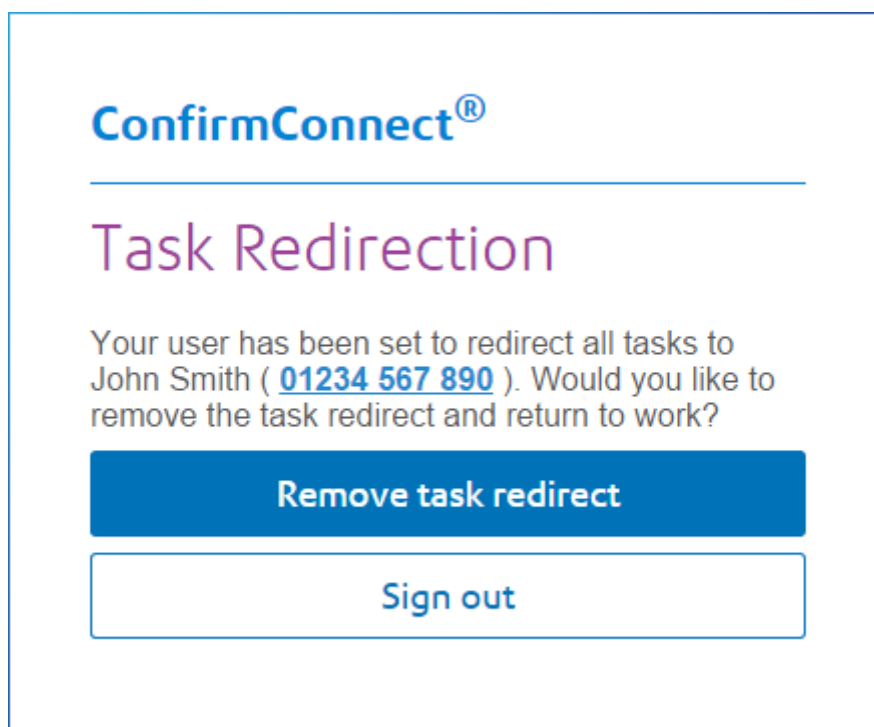 ConfirmConnect®
Task Redirection
Your user has been set to redirect all tasks to
John Smith ( 01234 567 890 ). Would you like to
remove the task redirect and return to work?
Remove task redirect
Sign out